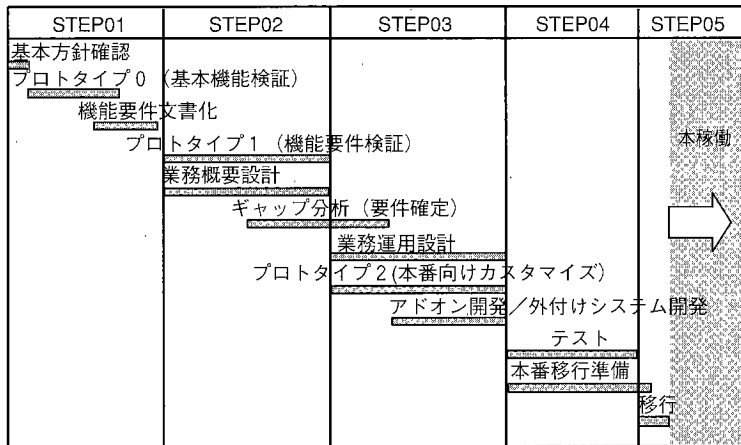 STEP01 STEP02 STEP03 STEP04 STEP05
基本方針確認
プロトタイプ0 (基本機能検証)
機能要件文書化
プロトタイプ1 (機能要件検証)
本稼働
業務概要設計
ギャップ分析 (要件確定)
業務運用設計
プロトタイプ2(本番向けカスタマイズ)
アドオン開発/外付けシステム開発
テスト
本番移行準備
移行